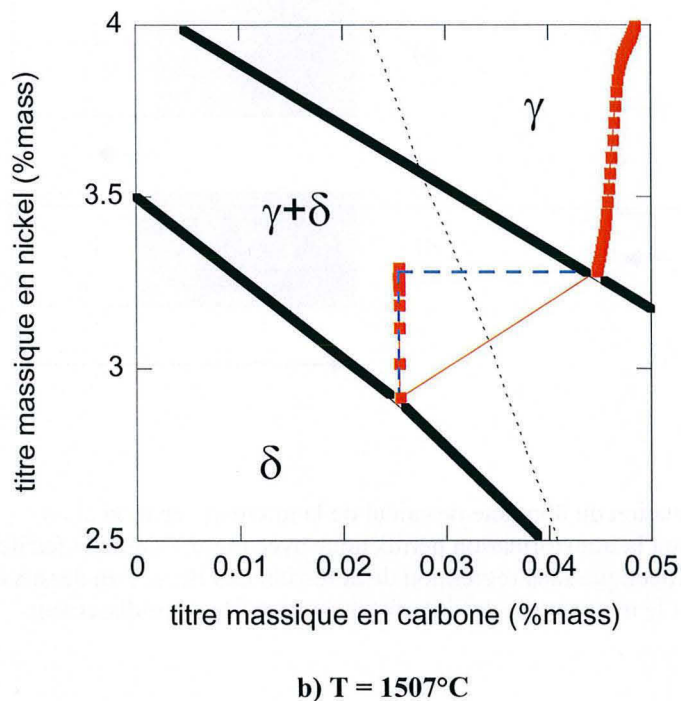 titre massique en nickel (%mass)
4
3.5
3
2.5
γ
γ+δ
δ
0
0.01
0.02
0.03
0.04
0.05
titre massique en carbone (%mass)
b) T = 1507°C